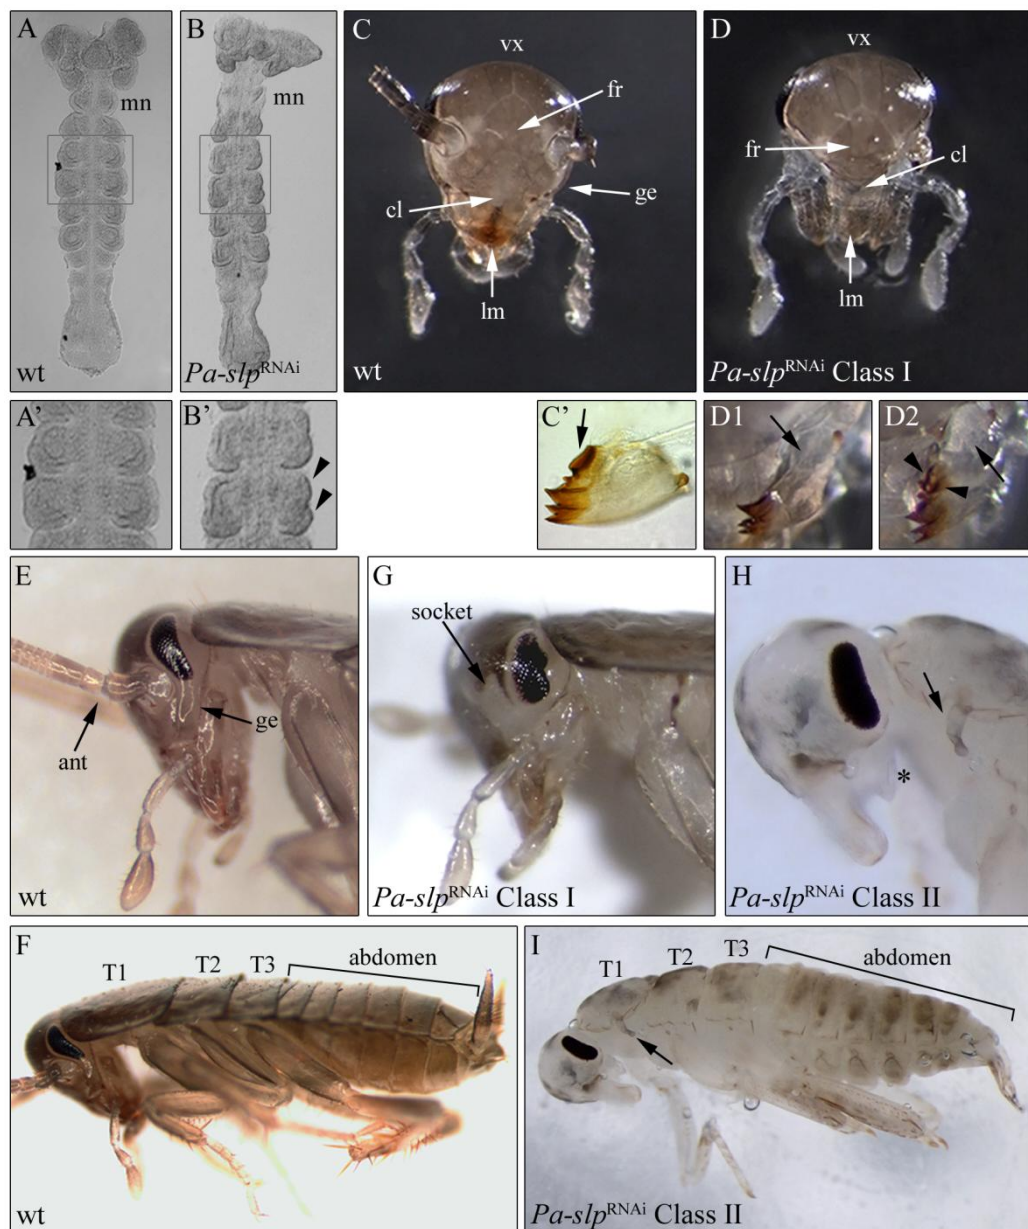 A
mn
wt
B
mn
Pa-slpRNAi
C
vx
fr
cl
ge
lm
wt
D
vx
fr
cl
lm
Pa-slpRNAi Class I
A'
B'
C'
D1
D2
E
ant
ge
wt
G
socket
Pa-slpRNAi Class I
H
*
Pa-slpRNAi Class II
F
T1
T2
T3
abdomen
wt
I
T1
T2
T3
abdomen
Pa-slpRNAi Class II